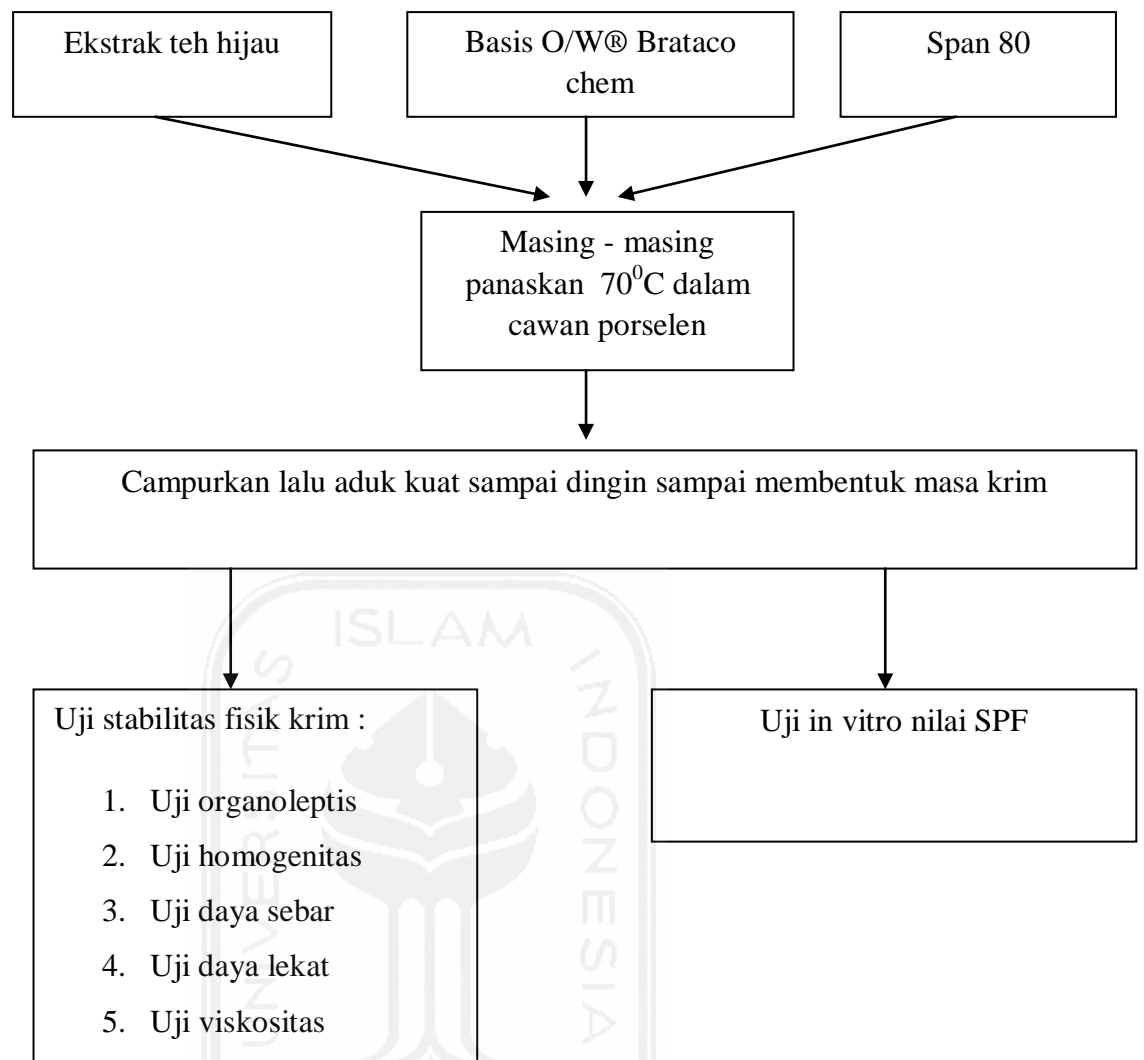 Ekstrak teh hijau
Basis O/W® Brataco
chem
Span 80
Masing - masing
panaskan 70⁰C dalam
cawan porselen
Campurkan lalu aduk kuat sampai dingin sampai membentuk masa krim
Uji stabilitas fisik krim :
1. Uji organoleptis
2. Uji homogenitas
3. Uji daya sebar
4. Uji daya lekat
5. Uji viskositas
Uji in vitro nilai SPF
UNIVERSITAS
ISLAM
INDONESIA